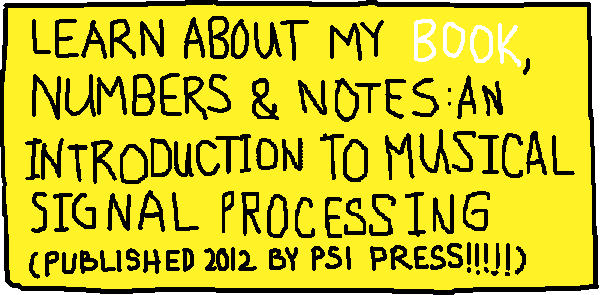 LEARN ABOUT MY BOOK,
NUMBERS & NOTES: AN
INTRODUCTION TO MUSICAL
SIGNAL PROCESSING
(PUBLISHED 2012 BY PSI PRESS!!!!!)